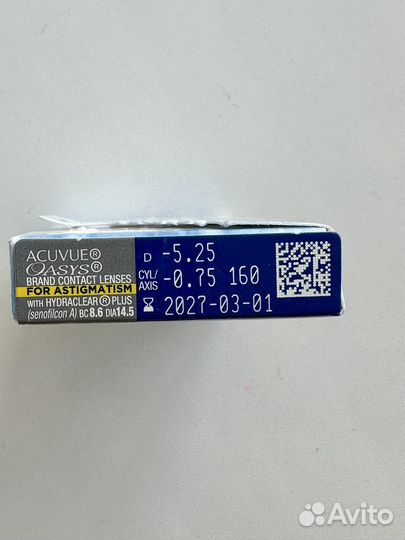 ACUVUE®
OASYS®
BRAND CONTACT LENSES
FOR ASTIGMATISM
WITH HYDRACLEAR® PLUS
(senofilcon A) BC 8.6 DIA 14.5
D -5.25
CYL/AXIS -0.75 160
2027-03-01
Avito